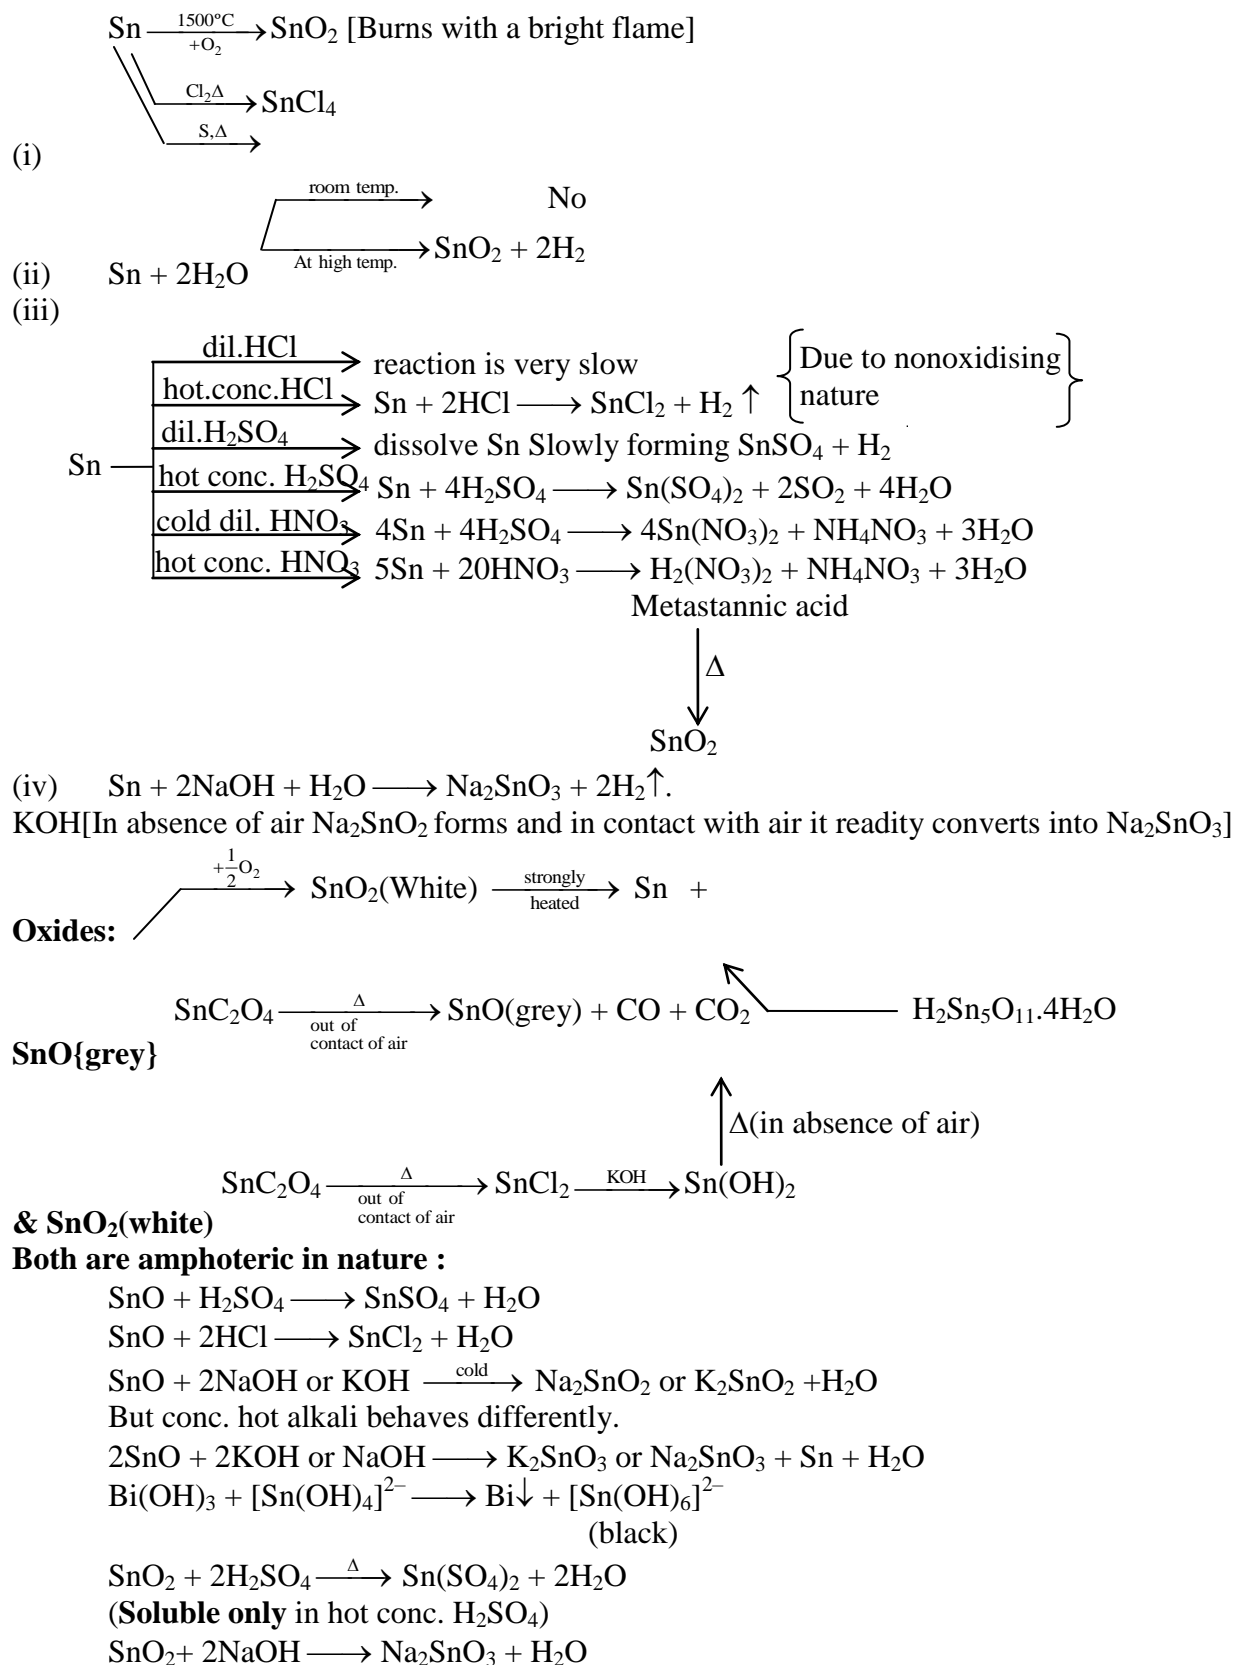 Sn —1500°C / +O₂→ SnO₂ [Burns with a bright flame]
Cl₂Δ → SnCl₄
S,Δ →
(i)
room temp. → No
At high temp. → SnO₂ + 2H₂
(ii) Sn + 2H₂O
(iii)
dil.HCl → reaction is very slow
hot.conc.HCl → Sn + 2HCl ⟶ SnCl₂ + H₂ ↑ {Due to nonoxidising nature}
dil.H₂SO₄ → dissolve Sn Slowly forming SnSO₄ + H₂
Sn
hot conc. H₂SO₄ → Sn + 4H₂SO₄ ⟶ Sn(SO₄)₂ + 2SO₂ + 4H₂O
cold dil. HNO₃ → 4Sn + 4H₂SO₄ ⟶ 4Sn(NO₃)₂ + NH₄NO₃ + 3H₂O
hot conc. HNO₃ → 5Sn + 20HNO₃ ⟶ H₂(NO₃)₂ + NH₄NO₃ + 3H₂O
Metastannic acid
↓ Δ
SnO₂
(iv) Sn + 2NaOH + H₂O ⟶ Na₂SnO₃ + 2H₂↑.
KOH[In absence of air Na₂SnO₂ forms and in contact with air it readity converts into Na₂SnO₃]
+½O₂ → SnO₂(White) —strongly / heated→ Sn +
Oxides:
SnC₂O₄ —Δ / out of contact of air→ SnO(grey) + CO + CO₂ H₂Sn₅O₁₁.4H₂O
SnO{grey}
↑ Δ(in absence of air)
SnC₂O₄ —Δ / out of contact of air→ SnCl₂ —KOH→ Sn(OH)₂
& SnO₂(white)
Both are amphoteric in nature :
SnO + H₂SO₄ ⟶ SnSO₄ + H₂O
SnO + 2HCl ⟶ SnCl₂ + H₂O
SnO + 2NaOH or KOH —cold→ Na₂SnO₂ or K₂SnO₂ +H₂O
But conc. hot alkali behaves differently.
2SnO + 2KOH or NaOH ⟶ K₂SnO₃ or Na₂SnO₃ + Sn + H₂O
Bi(OH)₃ + [Sn(OH)₄]²⁻ ⟶ Bi↓ + [Sn(OH)₆]²⁻
(black)
SnO₂ + 2H₂SO₄ —Δ→ Sn(SO₄)₂ + 2H₂O
(Soluble only in hot conc. H₂SO₄)
SnO₂+ 2NaOH ⟶ Na₂SnO₃ + H₂O